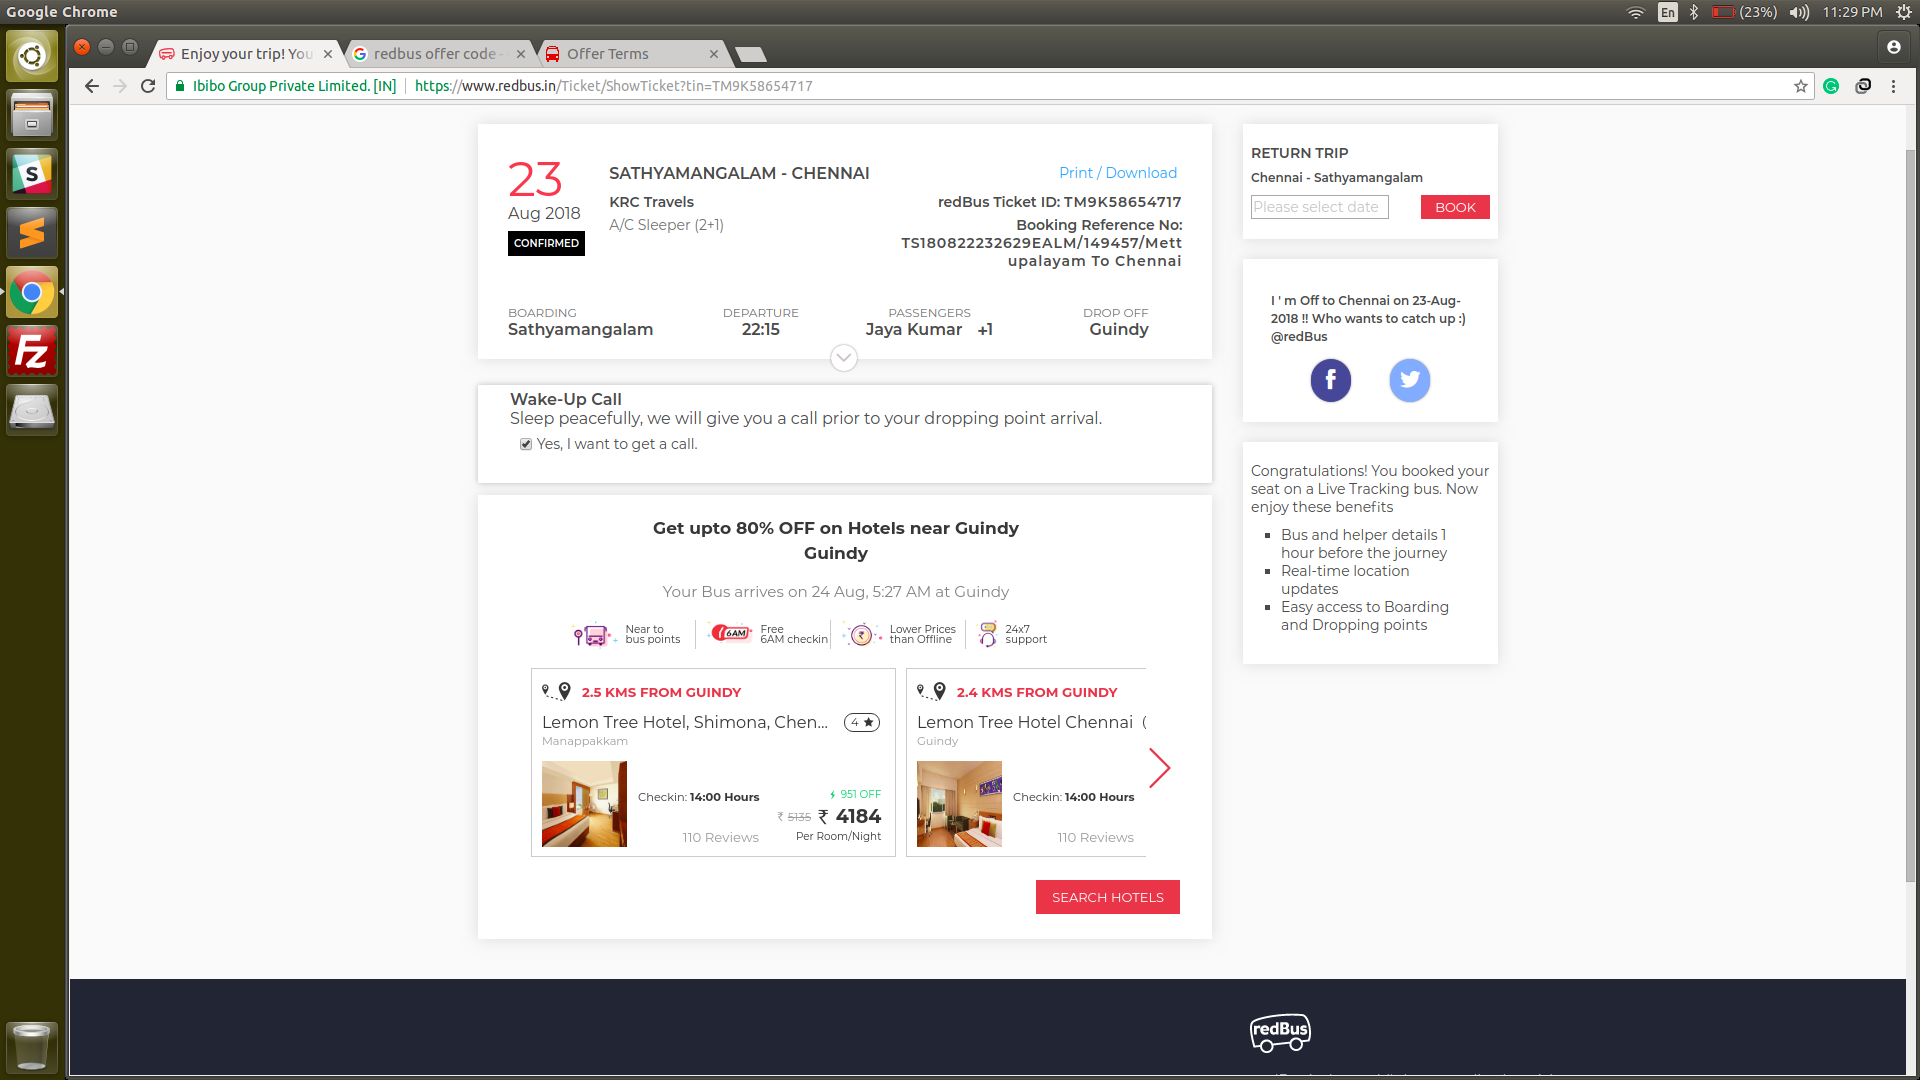 Google Chrome
En
(23%)
11:29 PM
Enjoy your trip! You
redbus offer code -
Offer Terms
Ibibo Group Private Limited. [IN]
https://www.redbus.in/Ticket/ShowTicket?tin=TM9K58654717
23
Aug 2018
CONFIRMED
SATHYAMANGALAM - CHENNAI
KRC Travels
A/C Sleeper (2+1)
Print / Download
redBus Ticket ID: TM9K58654717
Booking Reference No:
TS180822232629EALM/149457/Mett
upalayam To Chennai
BOARDING
Sathyamangalam
DEPARTURE
22:15
PASSENGERS
Jaya Kumar +1
DROP OFF
Guindy
Wake-Up Call
Sleep peacefully, we will give you a call prior to your dropping point arrival.
Yes, I want to get a call.
Get upto 80% OFF on Hotels near Guindy
Guindy
Your Bus arrives on 24 Aug, 5:27 AM at Guindy
Near to
bus points
6AM
Free
6AM checkin
Lower Prices
than Offline
24x7
support
2.5 KMS FROM GUINDY
Lemon Tree Hotel, Shimona, Chen...
4 ★
Manappakkam
Checkin: 14:00 Hours
951 OFF
₹ 5135 ₹ 4184
110 Reviews
Per Room/Night
2.4 KMS FROM GUINDY
Lemon Tree Hotel Chennai (
Guindy
Checkin: 14:00 Hours
110 Reviews
SEARCH HOTELS
RETURN TRIP
Chennai - Sathyamangalam
Please select date
BOOK
I ' m Off to Chennai on 23-Aug-
2018 !! Who wants to catch up :)
@redBus
Congratulations! You booked your
seat on a Live Tracking bus. Now
enjoy these benefits
Bus and helper details 1
hour before the journey
Real-time location
updates
Easy access to Boarding
and Dropping points
redBus